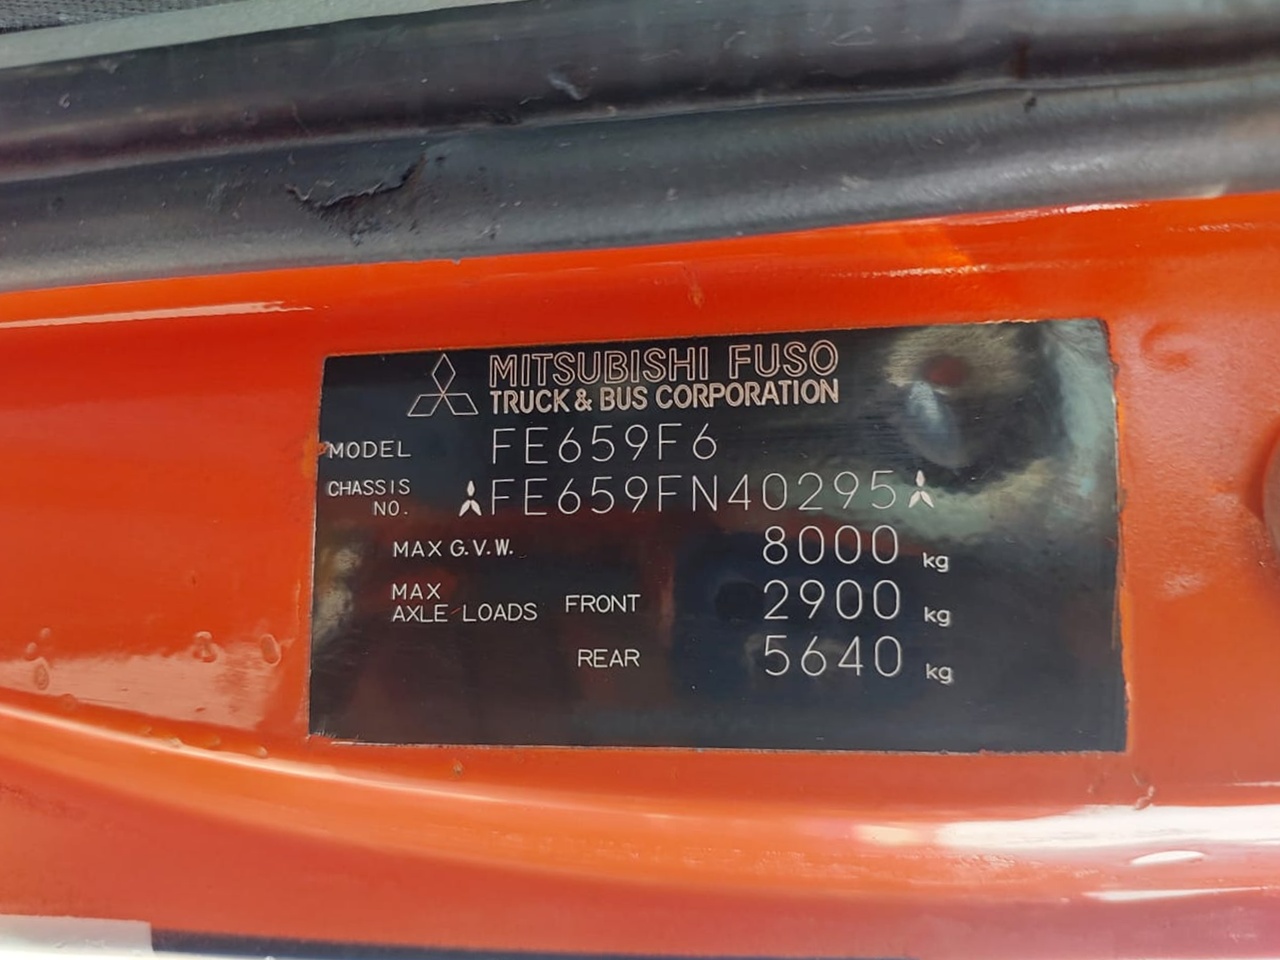 MITSUBISHI FUSO
TRUCK & BUS CORPORATION
MODEL FE659F6
CHASSIS NO. FE659FN40295
MAX G.V.W. 8000 kg
MAX AXLE LOADS FRONT 2900 kg
REAR 5640 kg